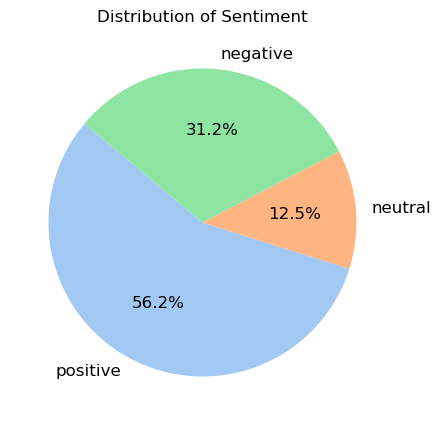 Distribution of Sentiment
negative
31.2%
neutral
12.5%
56.2%
positive